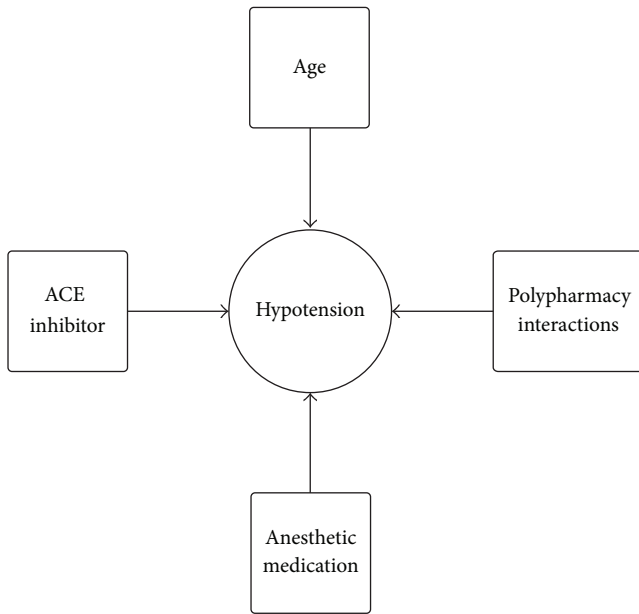 Age
ACE
inhibitor
Hypotension
Polypharmacy
interactions
Anesthetic
medication